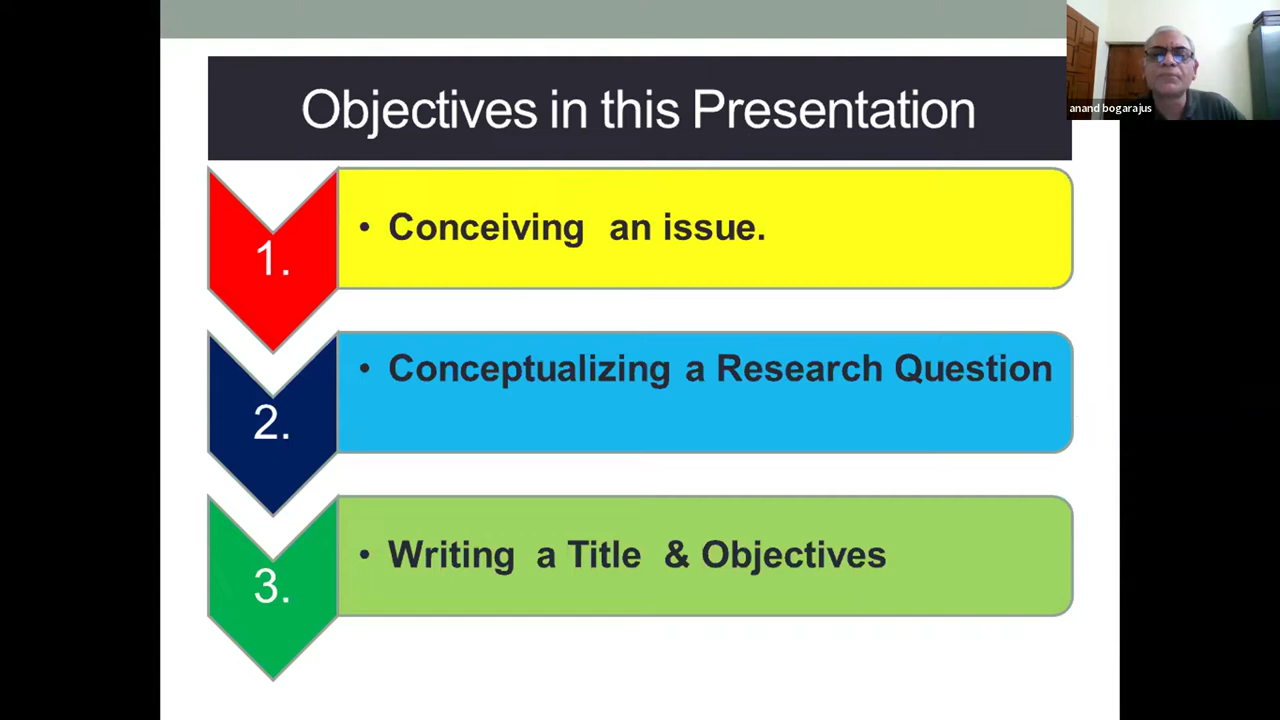 Objectives in this Presentation
anand bogarajus
1.
• Conceiving an issue.
2.
• Conceptualizing a Research Question
3.
• Writing a Title & Objectives